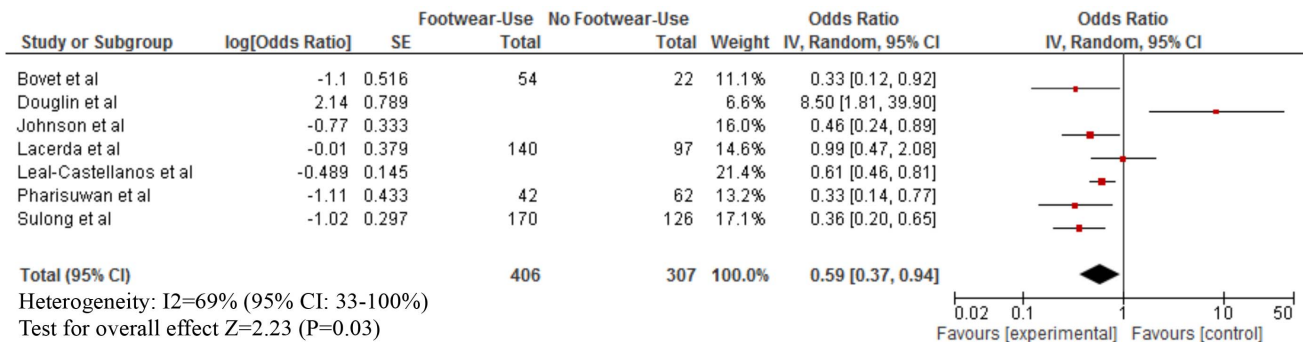 Footwear-Use No Footwear-Use Odds Ratio Odds Ratio
Study or Subgroup log[Odds Ratio] SE Total Total Weight IV, Random, 95% CI IV, Random, 95% CI
Bovet et al -1.1 0.516 54 22 11.1% 0.33 [0.12, 0.92]
Douglin et al 2.14 0.789 6.6% 8.50 [1.81, 39.90]
Johnson et al -0.77 0.333 16.0% 0.46 [0.24, 0.89]
Lacerda et al -0.01 0.379 140 97 14.6% 0.99 [0.47, 2.08]
Leal-Castellanos et al -0.489 0.145 21.4% 0.61 [0.46, 0.81]
Pharisuwan et al -1.11 0.433 42 62 13.2% 0.33 [0.14, 0.77]
Sulong et al -1.02 0.297 170 126 17.1% 0.36 [0.20, 0.65]
Total (95% CI) 406 307 100.0% 0.59 [0.37, 0.94]
Heterogeneity: I2=69% (95% CI: 33-100%)
Test for overall effect Z=2.23 (P=0.03)
0.02 0.1 1 10 50
Favours [experimental] Favours [control]